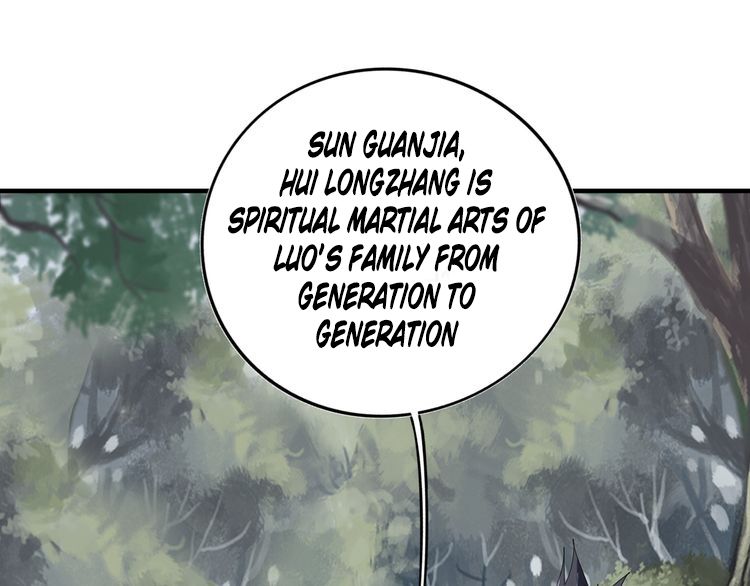 SUN GUANJIA,
HUI LONGZHANG IS
SPIRITUAL MARTIAL ARTS OF
LUO'S FAMILY FROM
GENERATION TO
GENERATION